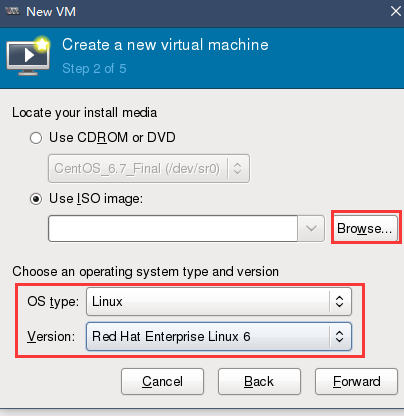 New VM
Create a new virtual machine
Step 2 of 5
Locate your install media
Use CDROM or DVD
CentOS_6.7_Final (/dev/sr0)
Use ISO image:
Browse...
Choose an operating system type and version
OS type: Linux
Version: Red Hat Enterprise Linux 6
Cancel Back Forward